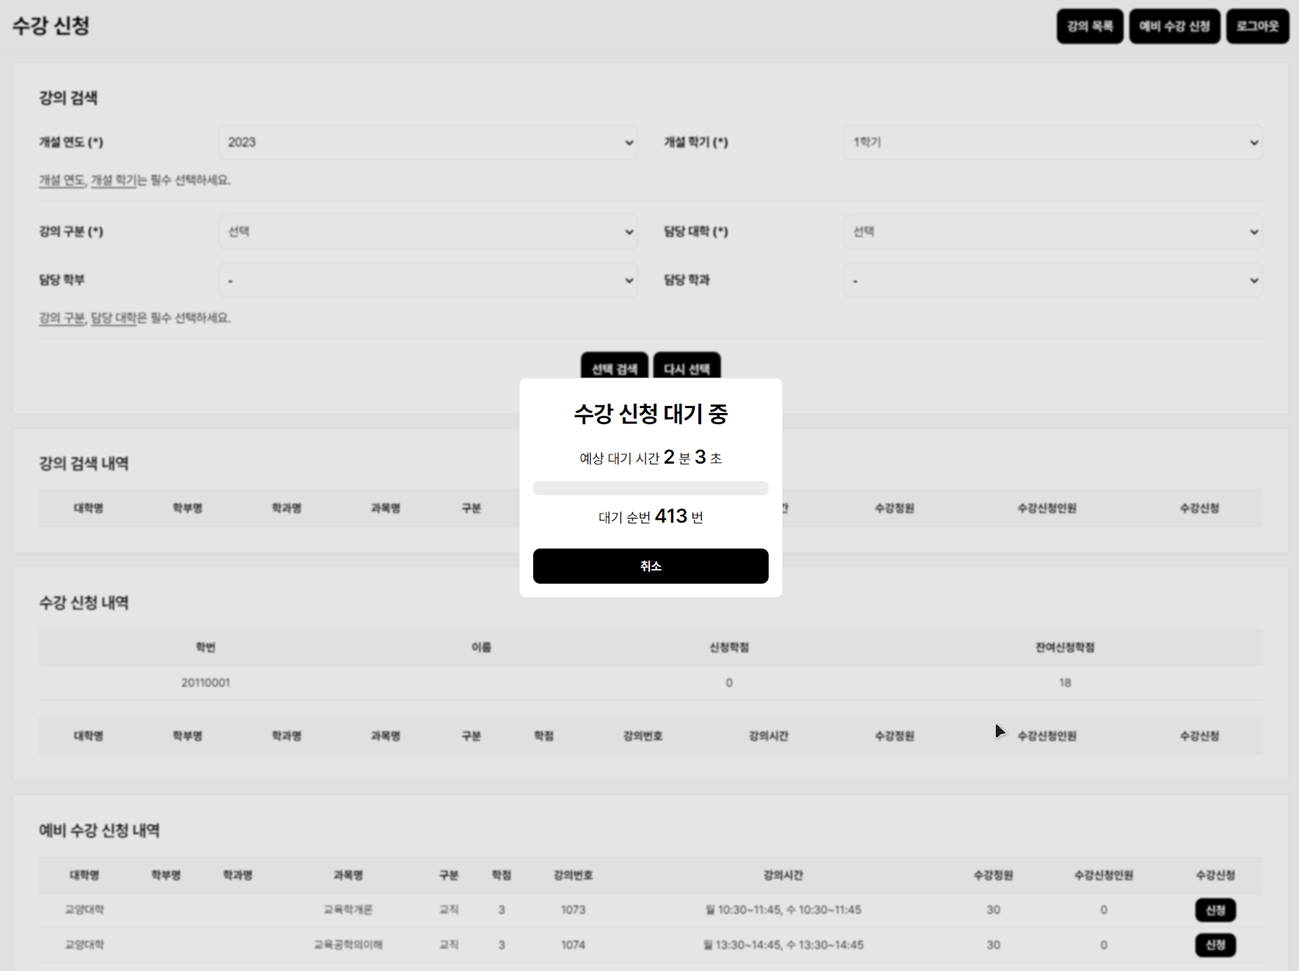 수강 신청
강의 목록
예비 수강 신청
로그아웃
강의 검색
개설 연도 (*)
2023
개설 학기 (*)
1학기
개설 연도, 개설 학기는 필수 선택하세요.
강의 구분 (*)
선택
담당 대학 (*)
선택
담당 학부
-
담당 학과
-
강의 구분, 담당 대학은 필수 선택하세요.
선택 검색
다시 선택
수강 신청 대기 중
예상 대기 시간 2 분 3 초
대기 순번 413 번
취소
강의 검색 내역
대학명 학부명 학과명 과목명 구분 수강정원 수강신청인원 수강신청
수강 신청 내역
학번 이름 신청학점 잔여신청학점
20110001 0 18
대학명 학부명 학과명 과목명 구분 학점 강의번호 강의시간 수강정원 수강신청인원 수강신청
예비 수강 신청 내역
대학명 학부명 학과명 과목명 구분 학점 강의번호 강의시간 수강정원 수강신청인원 수강신청
교양대학 교육학개론 교직 3 1073 월 10:30~11:45, 수 10:30~11:45 30 0 신청
교양대학 교육공학의이해 교직 3 1074 월 13:30~14:45, 수 13:30~14:45 30 0 신청